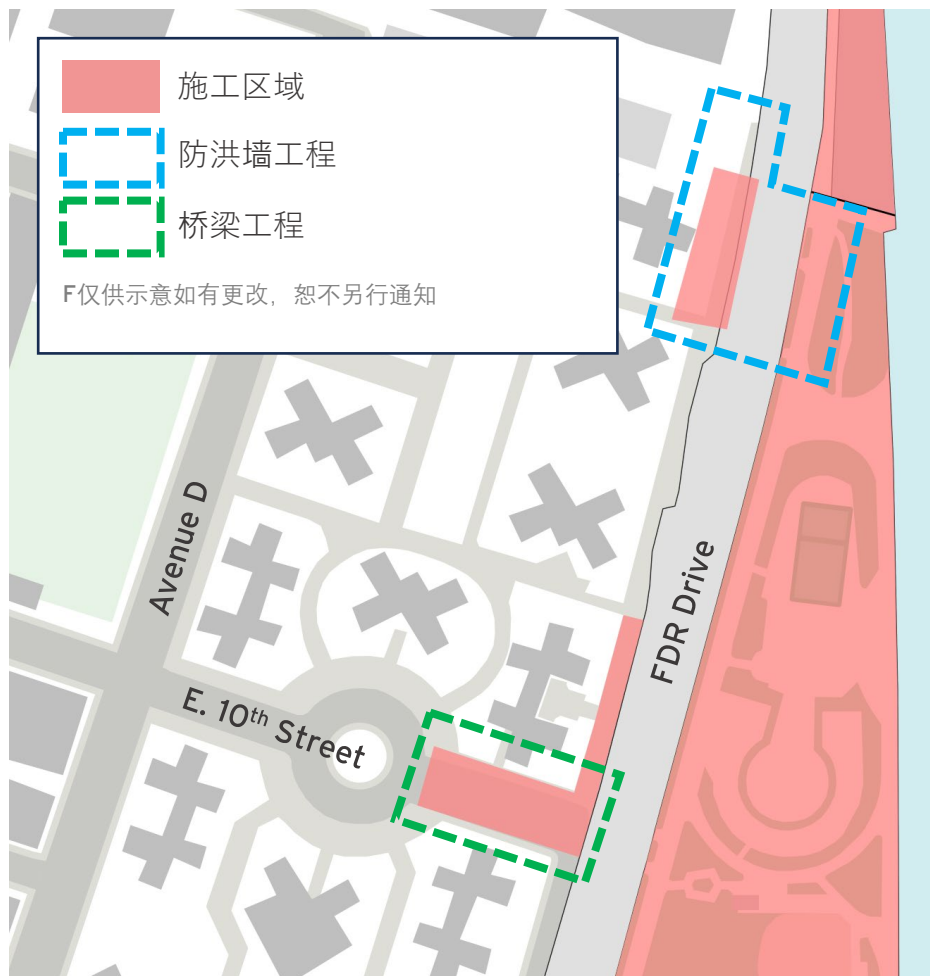 施工区域
防洪墙工程
桥梁工程
F仅供示意如有更改，恕不另行通知
Avenue D
FDR Drive
E. 10th Street